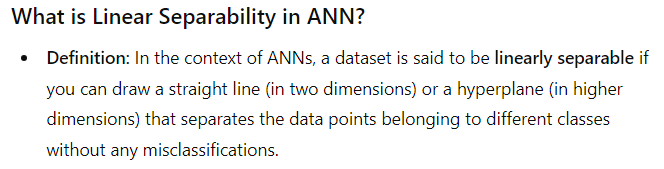 What is Linear Separability in ANN?
• Definition: In the context of ANNs, a dataset is said to be linearly separable if
you can draw a straight line (in two dimensions) or a hyperplane (in higher
dimensions) that separates the data points belonging to different classes
without any misclassifications.